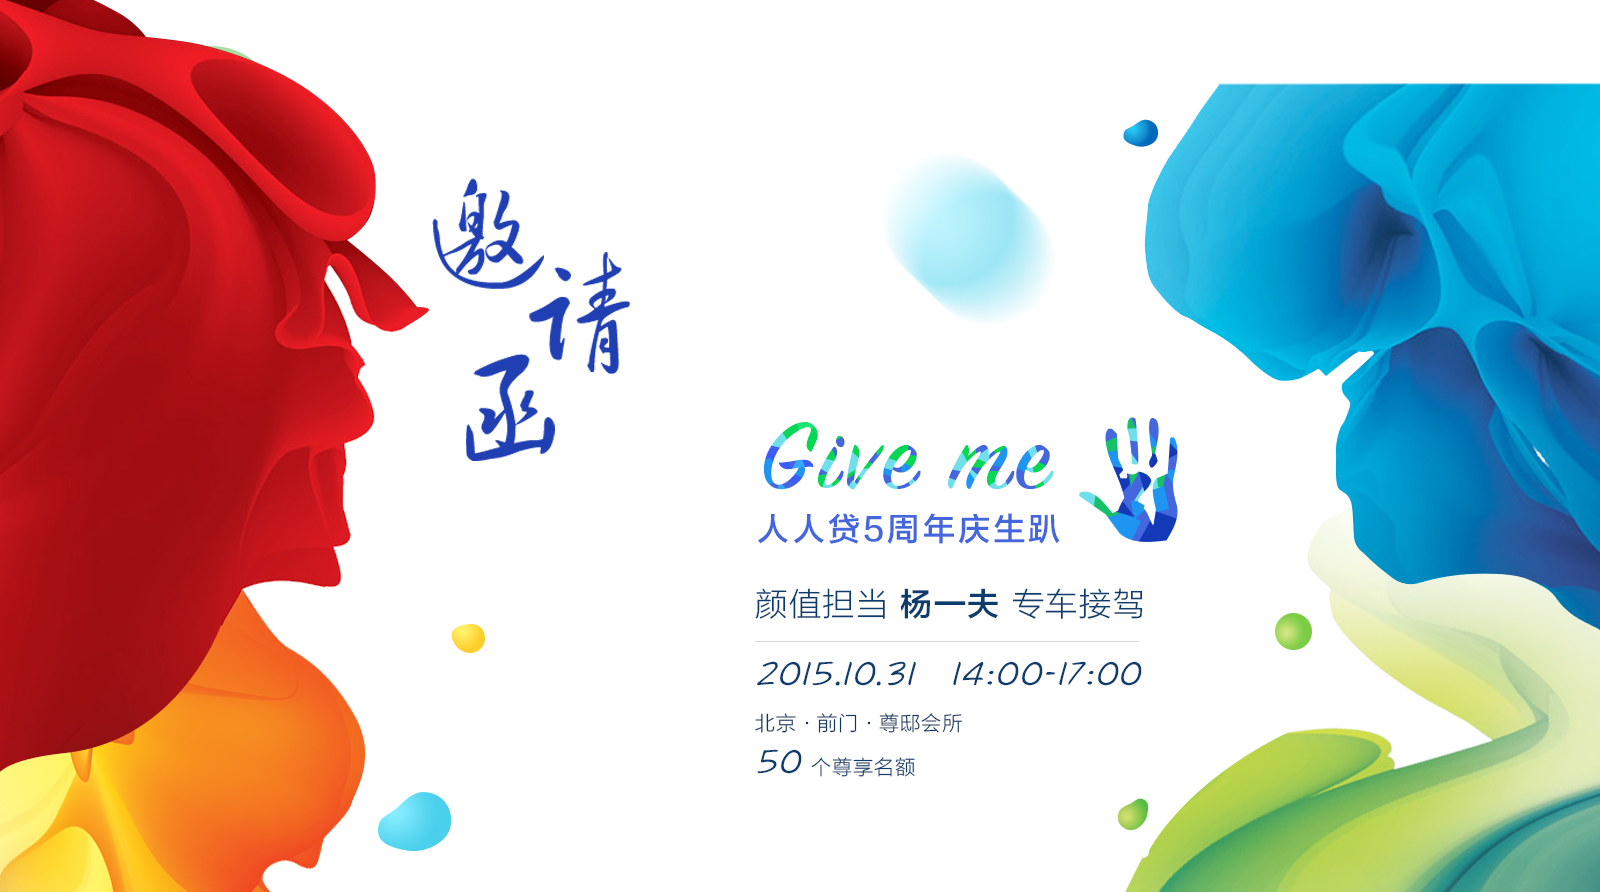 邀请函
Give me
人人贷5周年庆生趴
颜值担当 杨一夫 专车接驾
2015.10.31 14:00-17:00
北京·前门·尊邸会所
50 个尊享名额